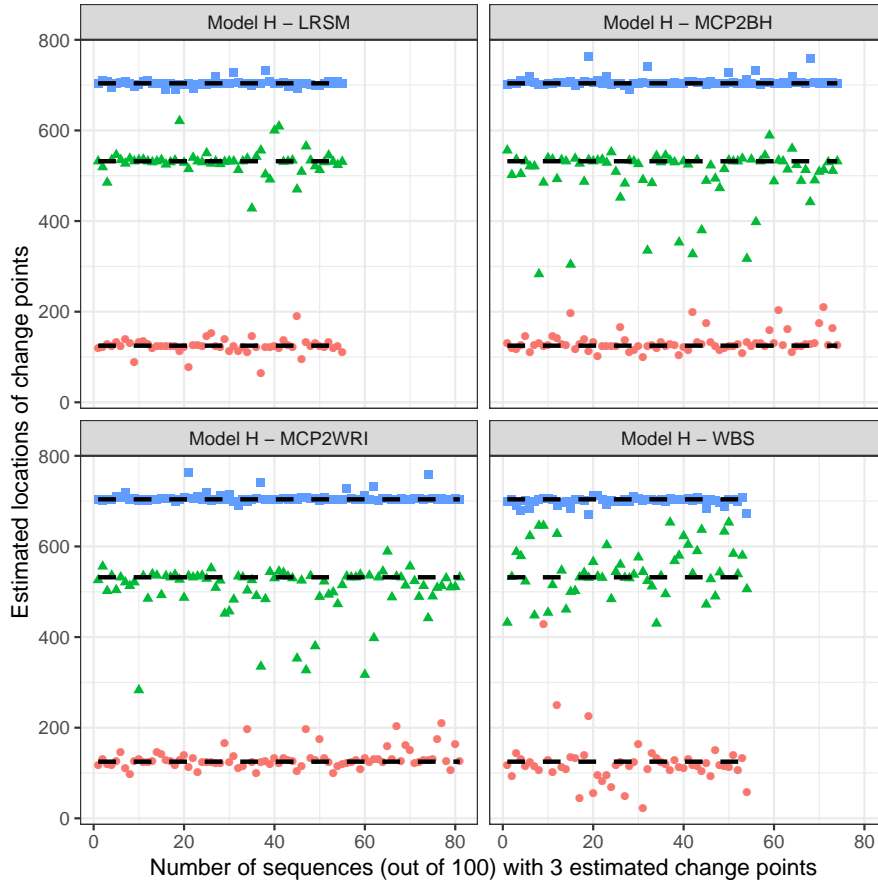 Model H − LRSM
Model H − MCP2BH
800
600
400
200
0
Model H − MCP2WRI
Model H − WBS
800
600
400
200
0
0 20 40 60 80
0 20 40 60 80
Estimated locations of change points
Number of sequences (out of 100) with 3 estimated change points